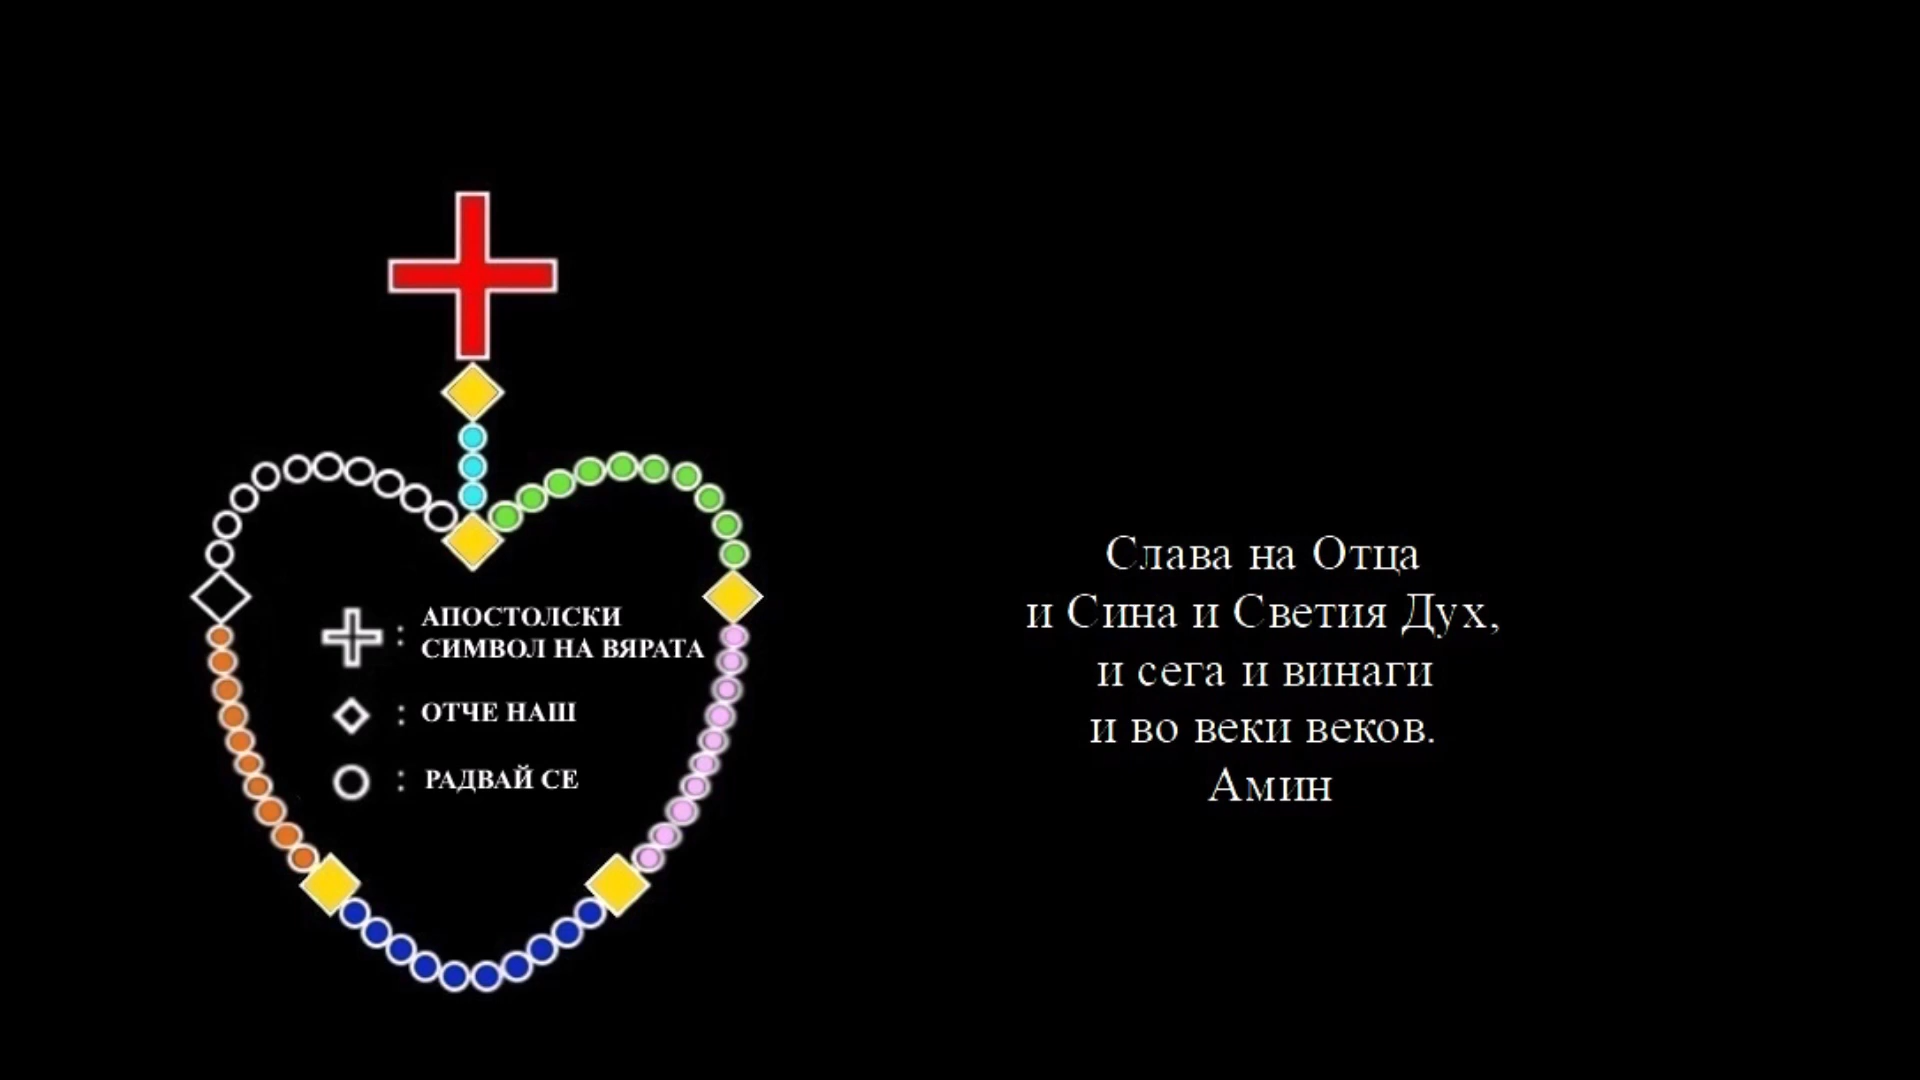 АПОСТОЛСКИ
: СИМВОЛ НА ВЯРАТА
: ОТЧЕ НАШ
: РАДВАЙ СЕ
Слава на Отца
и Сина и Светия Дух,
и сега и винаги
и во веки веков.
Амин